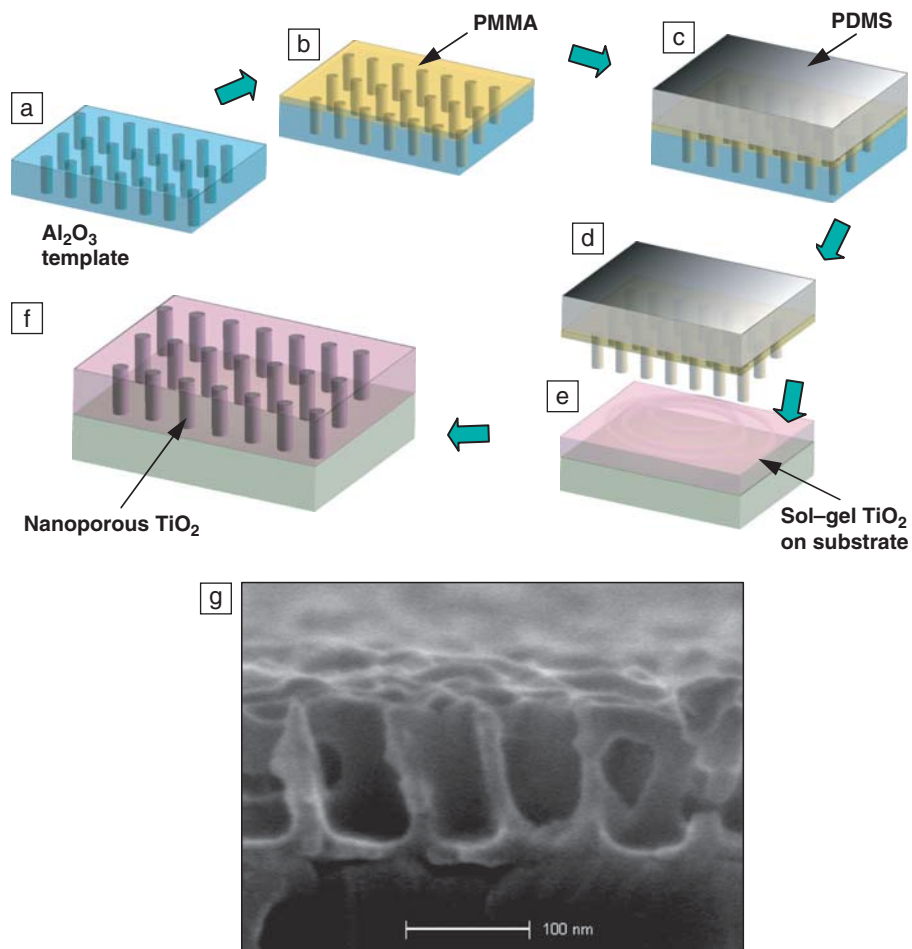 a
Al₂O₃
template
b
PMMA
c
PDMS
d
e
Sol–gel TiO₂
on substrate
f
Nanoporous TiO₂
g
100 nm